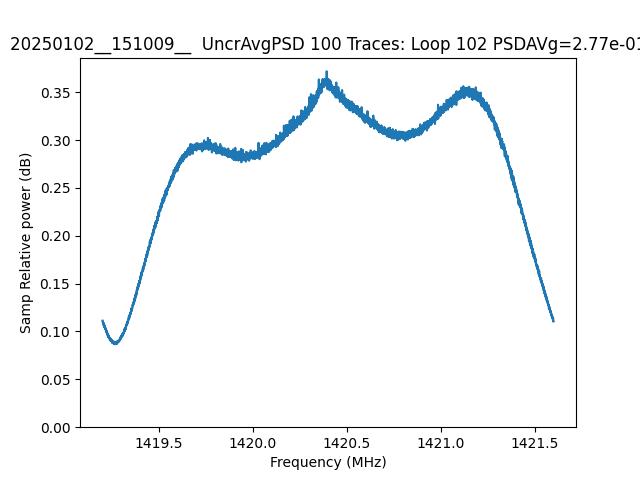 20250102__151009__  UncrAvgPSD 100 Traces: Loop 102 PSDAVg=2.77e-01
0.35
0.30
0.25
0.20
0.15
0.10
0.05
0.00
Samp Relative power (dB)
1419.5 1420.0 1420.5 1421.0 1421.5
Frequency (MHz)